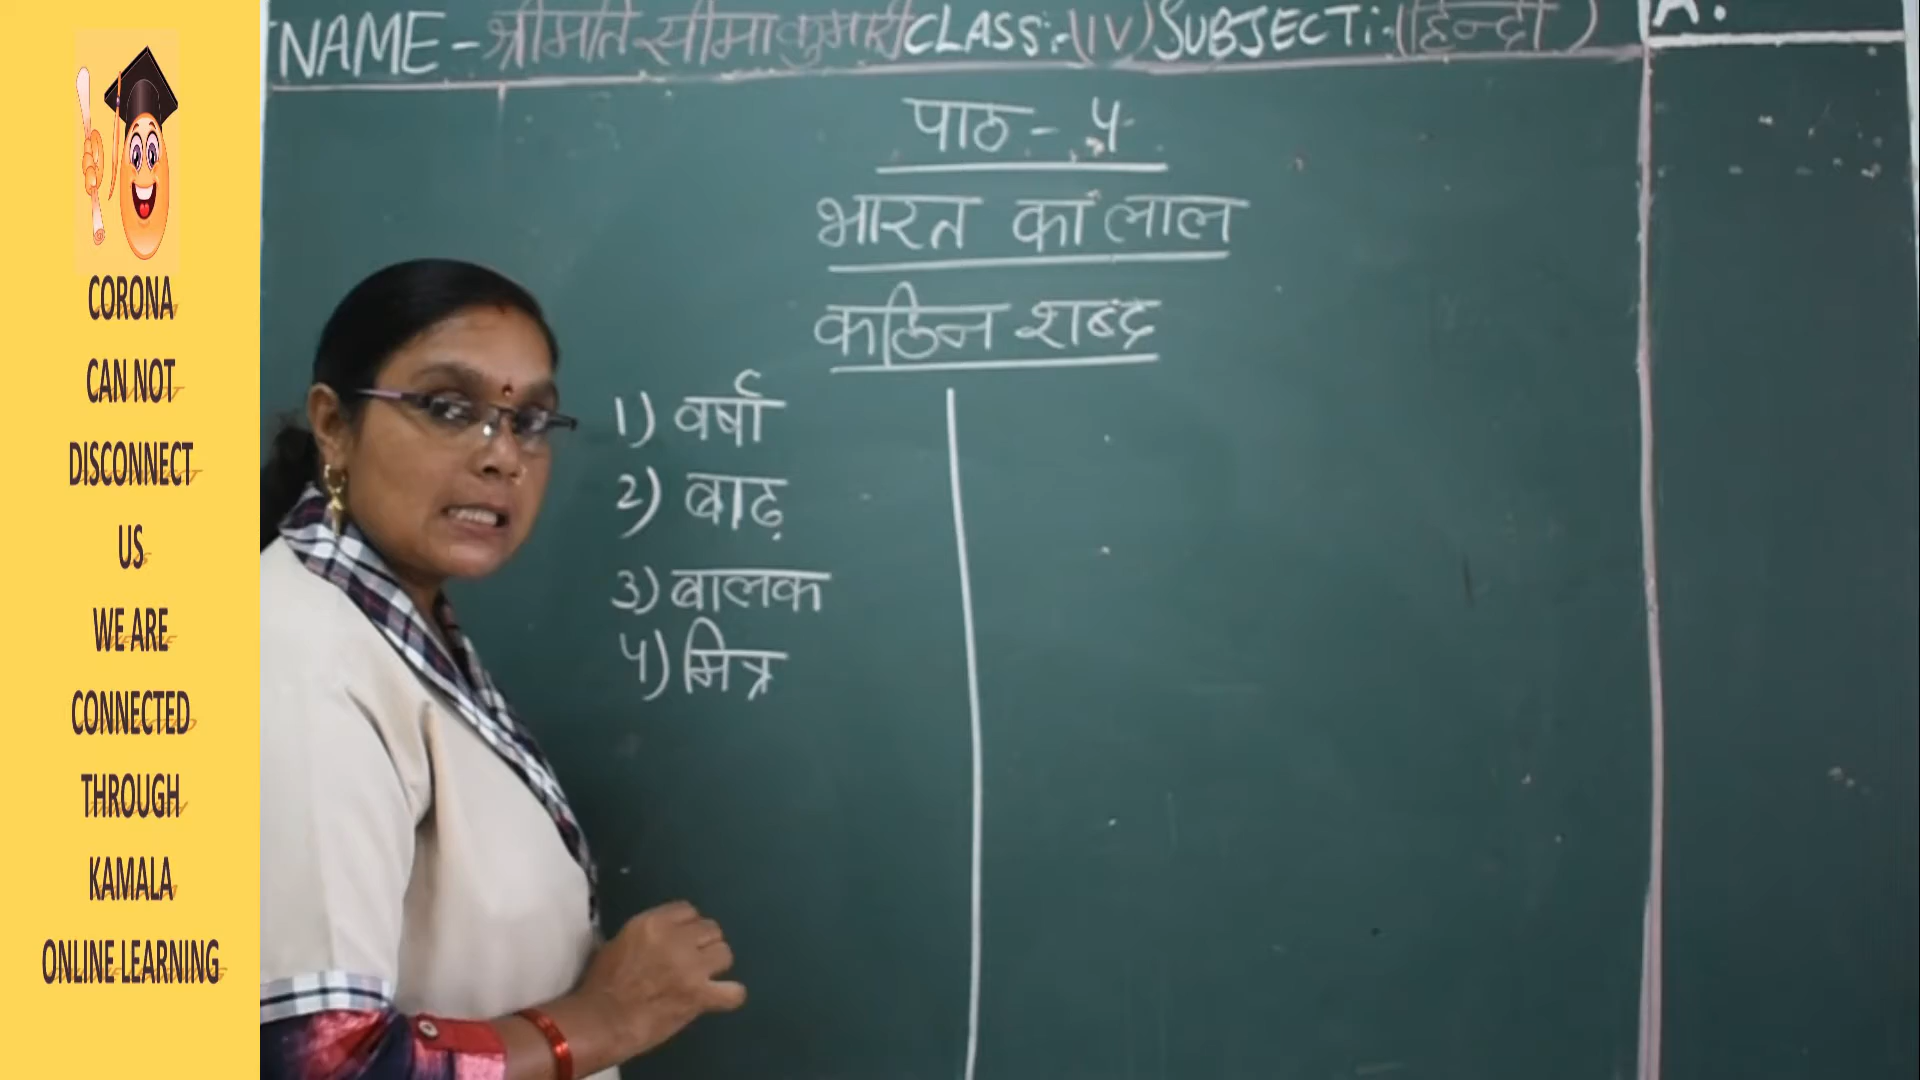 CORONA
CAN NOT
DISCONNECT
US
WE ARE
CONNECTED
THROUGH
KAMALA
ONLINE LEARNING
NAME - श्रीमति सीमा कुमारी CLASS:-(IV) SUBJECT:-(हिन्दी)
A.
पाठ - ५
भारत का लाल
कठिन शब्द
1) वर्षा
2) बाढ़
3) बालक
4) मित्र